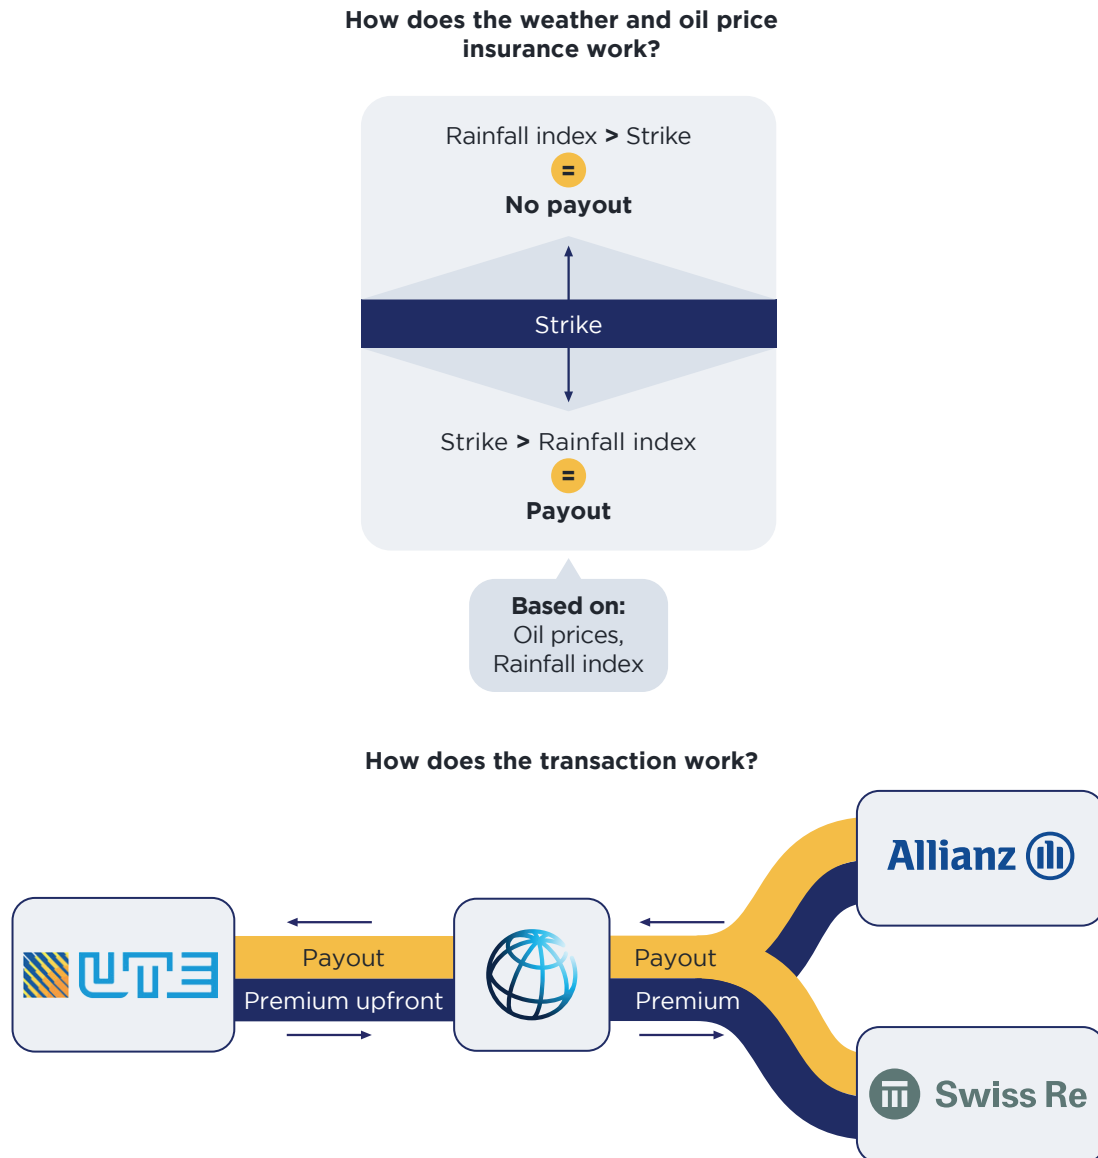 How does the weather and oil price
insurance work?
Rainfall index > Strike
=
No payout
Strike
Strike > Rainfall index
=
Payout
Based on:
Oil prices,
Rainfall index
How does the transaction work?
Allianz
UTE
Payout
Premium upfront
Payout
Premium
Swiss Re